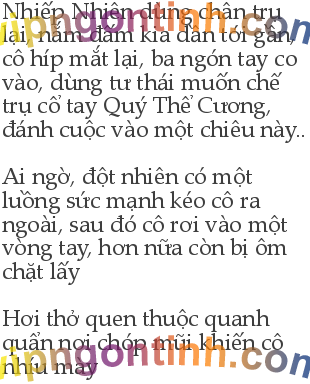 Nhiếp Nhiên dùng chân trụ
lại, nắm đấm kia dần tới gần,
cô híp mắt lại, ba ngón tay co
vào, dùng tư thái muốn chế
trụ cổ tay Quý Thể Cương,
đánh cuộc vào một chiêu này..
Ai ngờ, đột nhiên có một
luồng sức mạnh kéo cô ra
ngoài, sau đó cô rơi vào một
vòng tay, hơn nữa còn bị ôm
chặt lấy
Hơi thở quen thuộc quanh
quẩn nơi chóp mũi khiến cô
nhíu mày